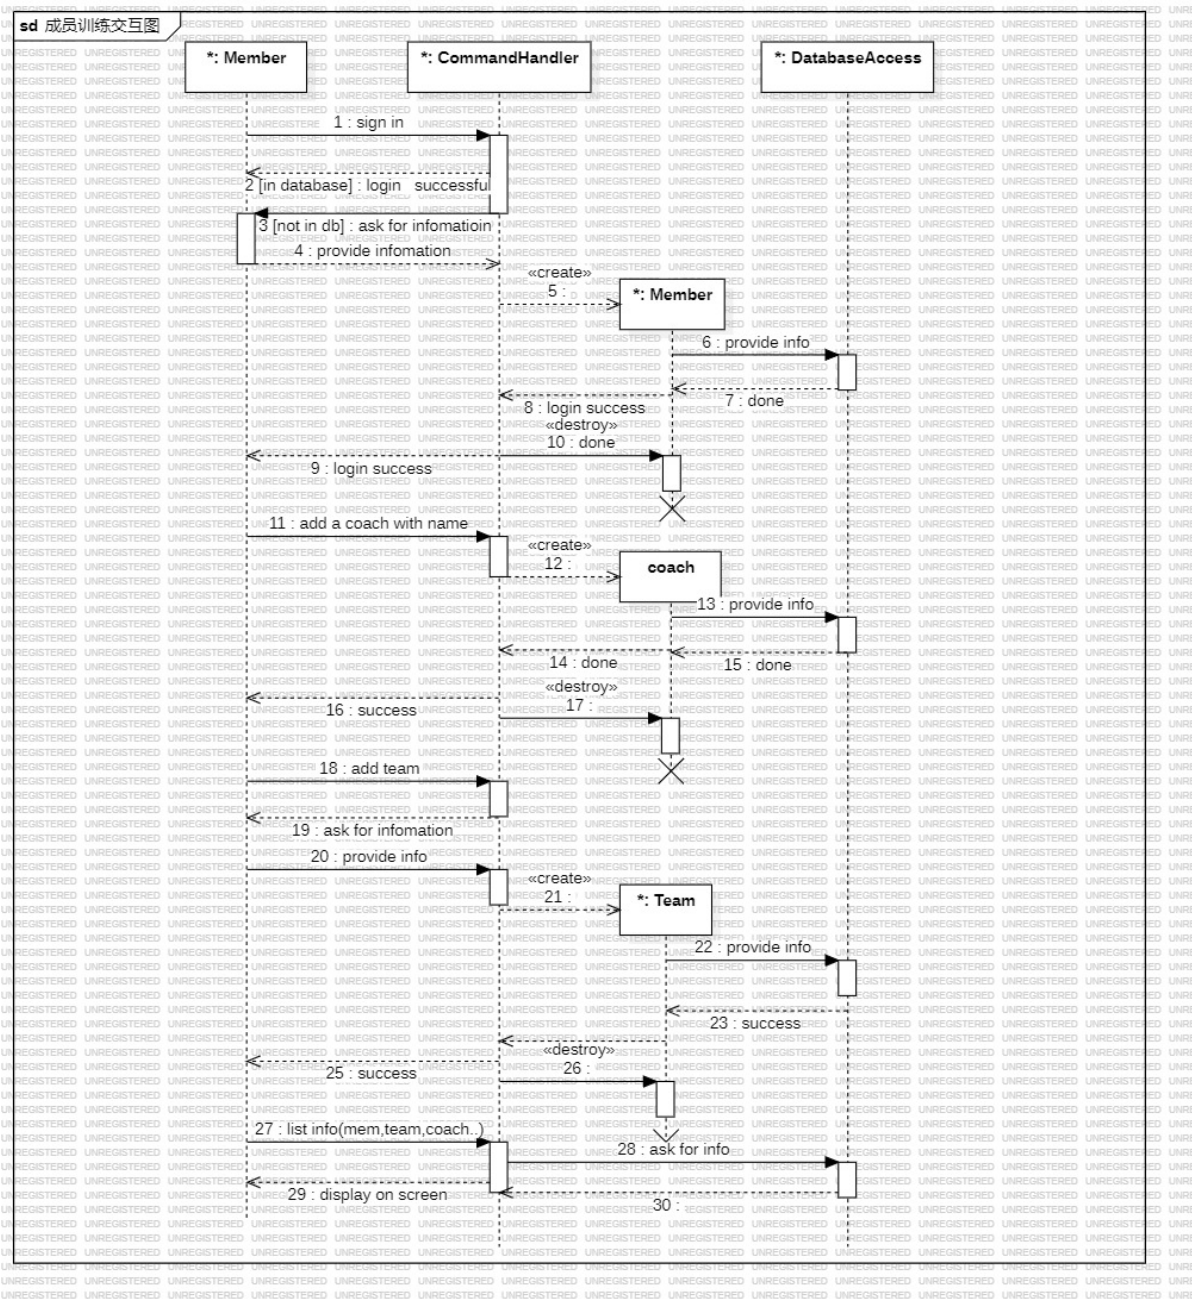 sd 成员训练交互图
*: Member
*: CommandHandler
*: DatabaseAccess
1 : sign in
2 [in database] : login successful
3 [not in db] : ask for infomatioin
4 : provide infomation
«create»
5 :
*: Member
6 : provide info
7 : done
8 : login success
«destroy»
10 : done
9 : login success
11 : add a coach with name
«create»
12 :
coach
13 : provide info
14 : done
15 : done
«destroy»
17 :
16 : success
18 : add team
19 : ask for infomation
20 : provide info
«create»
21 :
*: Team
22 : provide info
23 : success
«destroy»
26 :
25 : success
27 : list info(mem,team,coach..)
28 : ask for info
29 : display on screen
30 :
UNREGISTERED